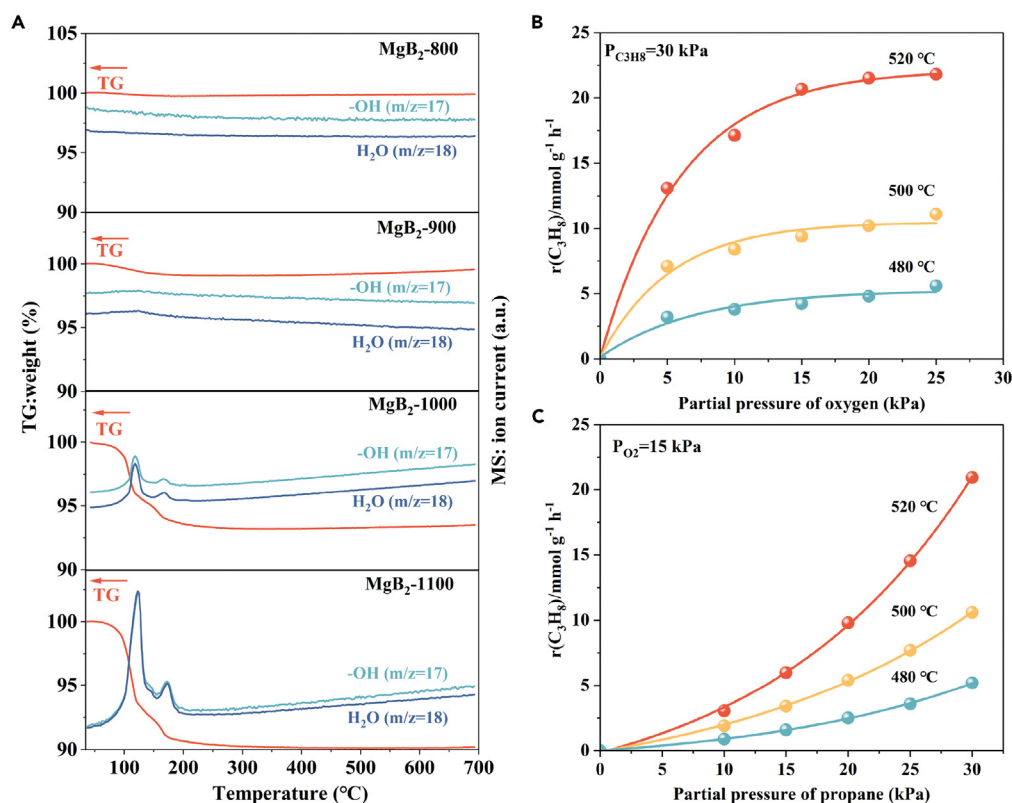 A
105
100
95
90
MgB₂-800
TG
-OH (m/z=17)
H₂O (m/z=18)
100
95
90
MgB₂-900
TG
-OH (m/z=17)
H₂O (m/z=18)
100
95
90
MgB₂-1000
TG
-OH (m/z=17)
H₂O (m/z=18)
100
95
90
MgB₂-1100
TG
-OH (m/z=17)
H₂O (m/z=18)
100 200 300 400 500 600 700
Temperature (℃)
TG:weight (%)
MS: ion current (a.u.)
B
P_C3H8=30 kPa
520 ℃
500 ℃
480 ℃
25
20
15
10
5
0
0 5 10 15 20 25 30
r(C₃H₈)/mmol g⁻¹ h⁻¹
Partial pressure of oxygen (kPa)
C
P_O2=15 kPa
520 ℃
500 ℃
480 ℃
25
20
15
10
5
0
0 5 10 15 20 25 30
r(C₃H₈)/mmol g⁻¹ h⁻¹
Partial pressure of propane (kPa)